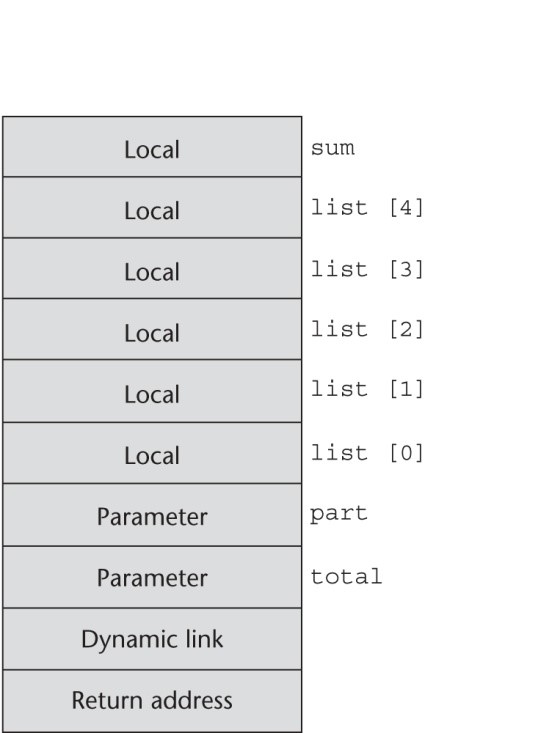 Local sum
Local list [4]
Local list [3]
Local list [2]
Local list [1]
Local list [0]
Parameter part
Parameter total
Dynamic link
Return address